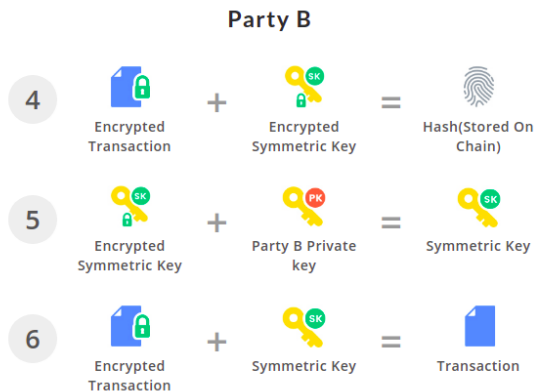 Party B
4
SK
+
=
Encrypted
Transaction
Encrypted
Symmetric Key
Hash(Stored On
Chain)
5
SK
+
PK
=
SK
Encrypted
Symmetric Key
Party B Private
key
Symmetric Key
6
+
SK
=
Encrypted
Transaction
Symmetric Key
Transaction